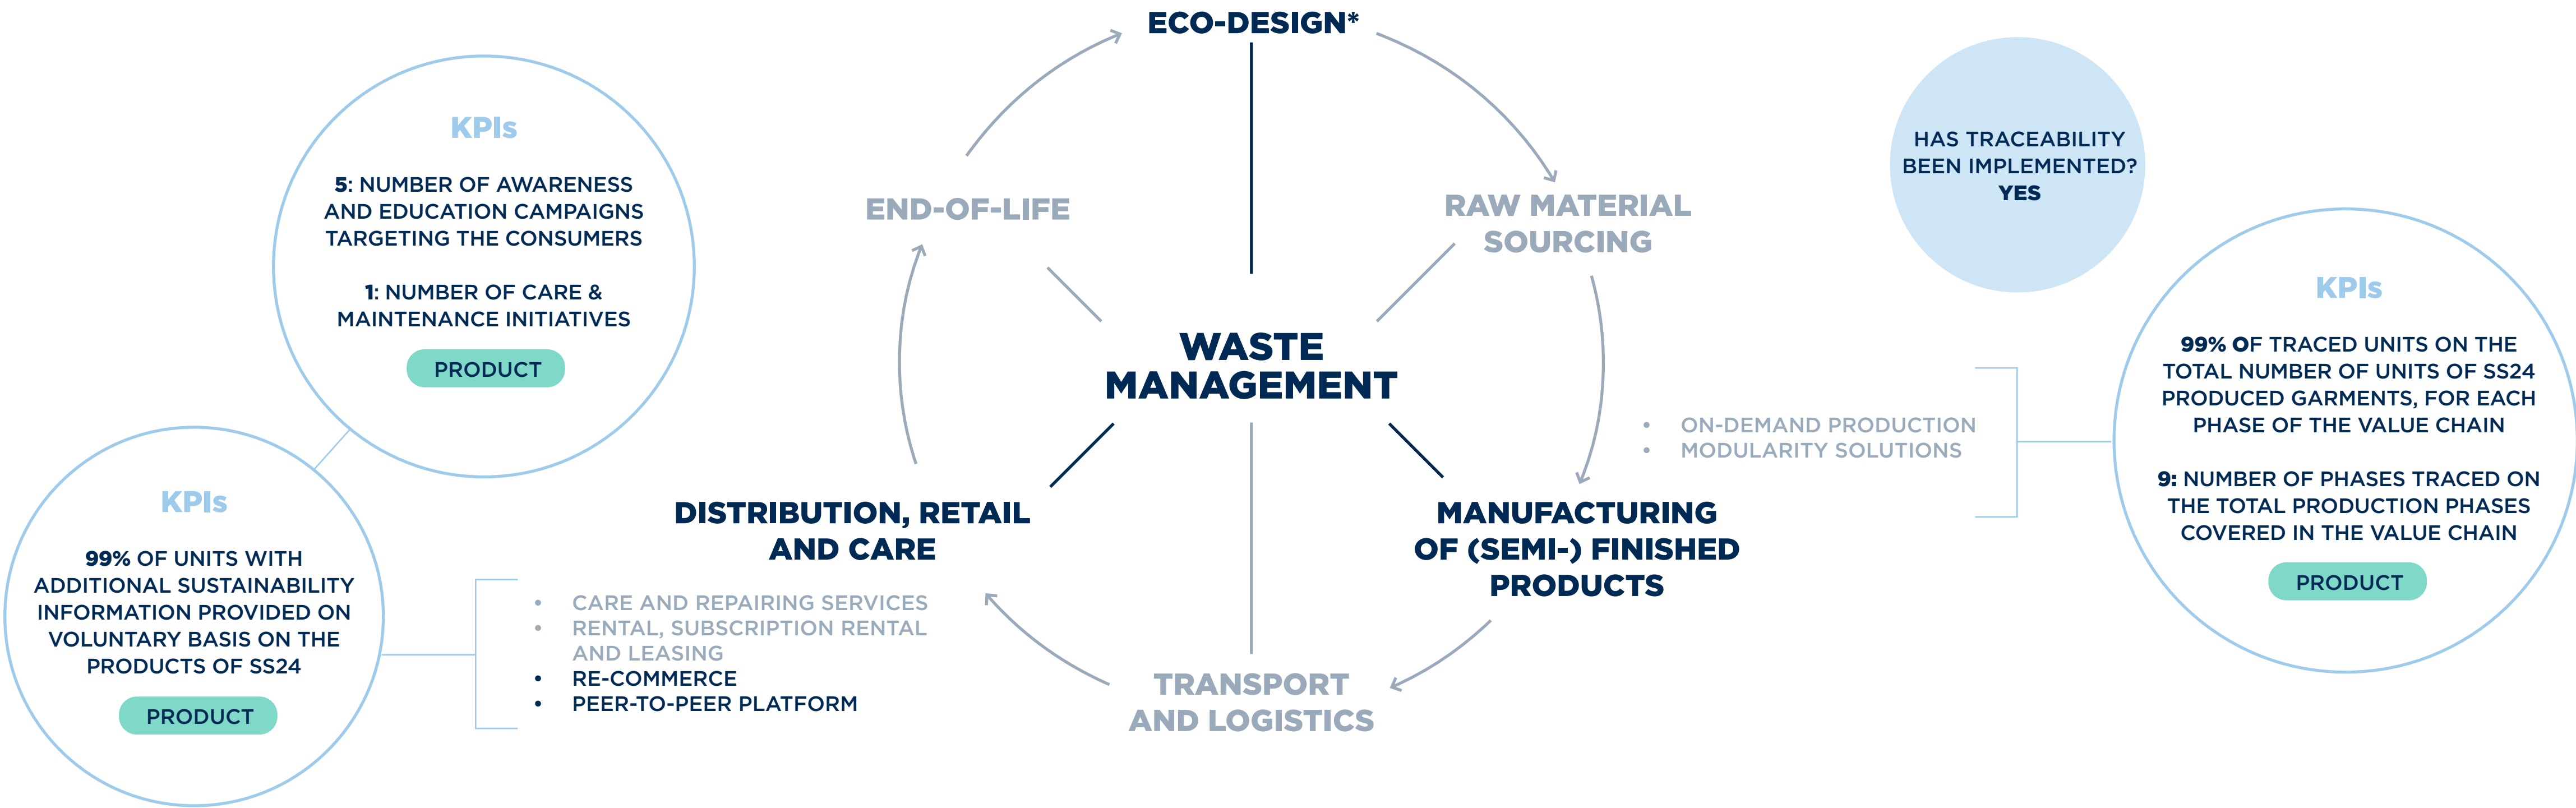 ECO-DESIGN*
KPIs
5: NUMBER OF AWARENESS
AND EDUCATION CAMPAIGNS
TARGETING THE CONSUMERS
1: NUMBER OF CARE &
MAINTENANCE INITIATIVES
PRODUCT
KPIs
99% OF UNITS WITH
ADDITIONAL SUSTAINABILITY
INFORMATION PROVIDED ON
VOLUNTARY BASIS ON THE
PRODUCTS OF SS24
PRODUCT
END-OF-LIFE
RAW MATERIAL
SOURCING
WASTE
MANAGEMENT
DISTRIBUTION, RETAIL
AND CARE
• CARE AND REPAIRING SERVICES
• RENTAL, SUBSCRIPTION RENTAL
AND LEASING
• RE-COMMERCE
• PEER-TO-PEER PLATFORM
TRANSPORT
AND LOGISTICS
MANUFACTURING
OF (SEMI-) FINISHED
PRODUCTS
• ON-DEMAND PRODUCTION
• MODULARITY SOLUTIONS
HAS TRACEABILITY
BEEN IMPLEMENTED?
YES
KPIs
99% OF TRACED UNITS ON THE
TOTAL NUMBER OF UNITS OF SS24
PRODUCED GARMENTS, FOR EACH
PHASE OF THE VALUE CHAIN
9: NUMBER OF PHASES TRACED ON
THE TOTAL PRODUCTION PHASES
COVERED IN THE VALUE CHAIN
PRODUCT